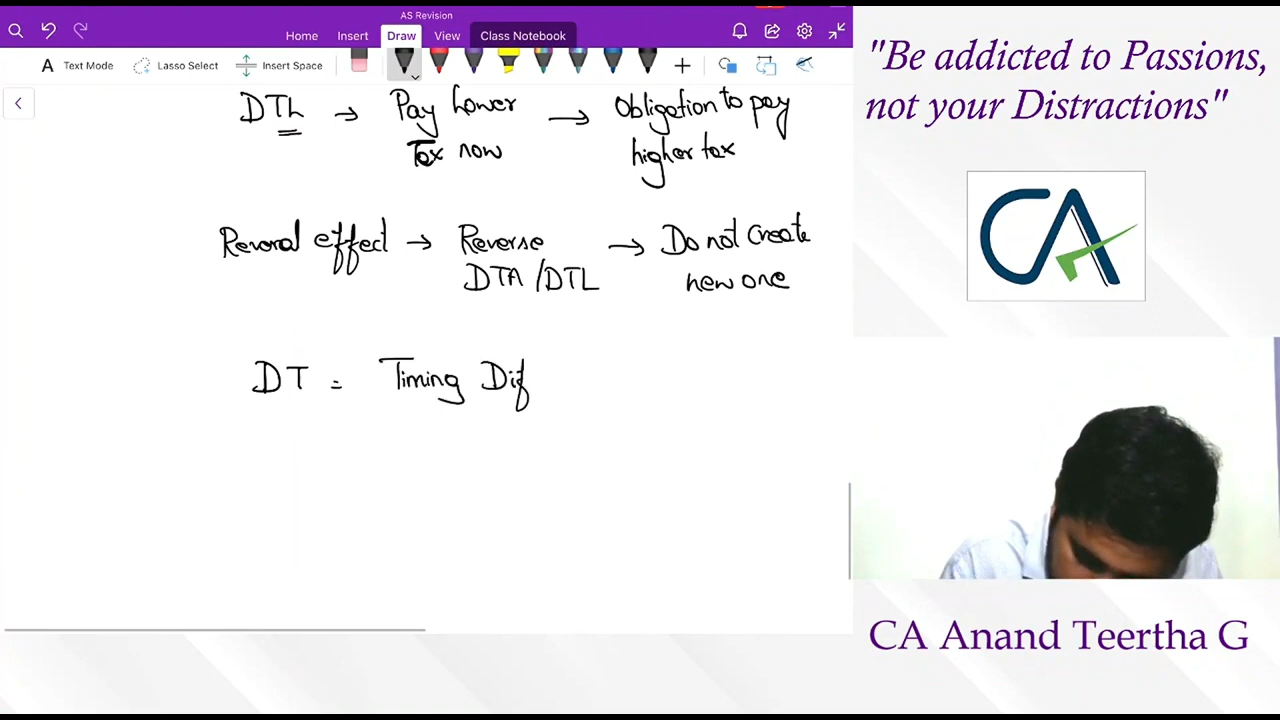 AS Revision
Home Insert Draw View Class Notebook
A Text Mode Lasso Select Insert Space
DTL → Pay Lower → Obligation to pay
Tax now higher tax
Reversal effect → Reverse → Do not Create
DTA/DTL new one
DT = Timing Dif
"Be addicted to Passions,
not your Distractions"
CA
CA Anand Teertha G